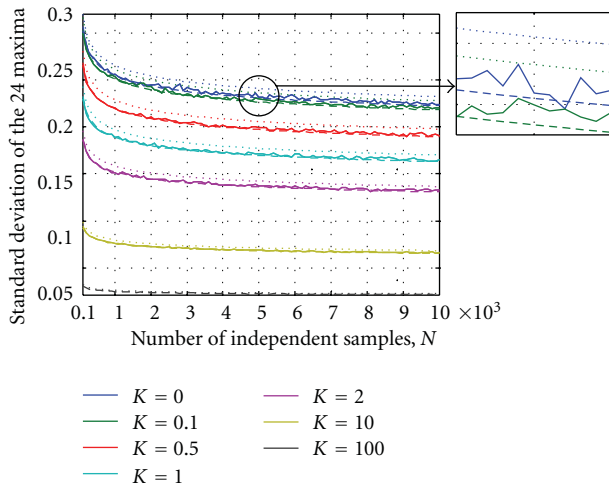 Standard deviation of the 24 maxima
0.3
0.25
0.2
0.15
0.1
0.05
0.1 1 2 3 4 5 6 7 8 9 10 ×10³
Number of independent samples, N
K = 0
K = 0.1
K = 0.5
K = 1
K = 2
K = 10
K = 100